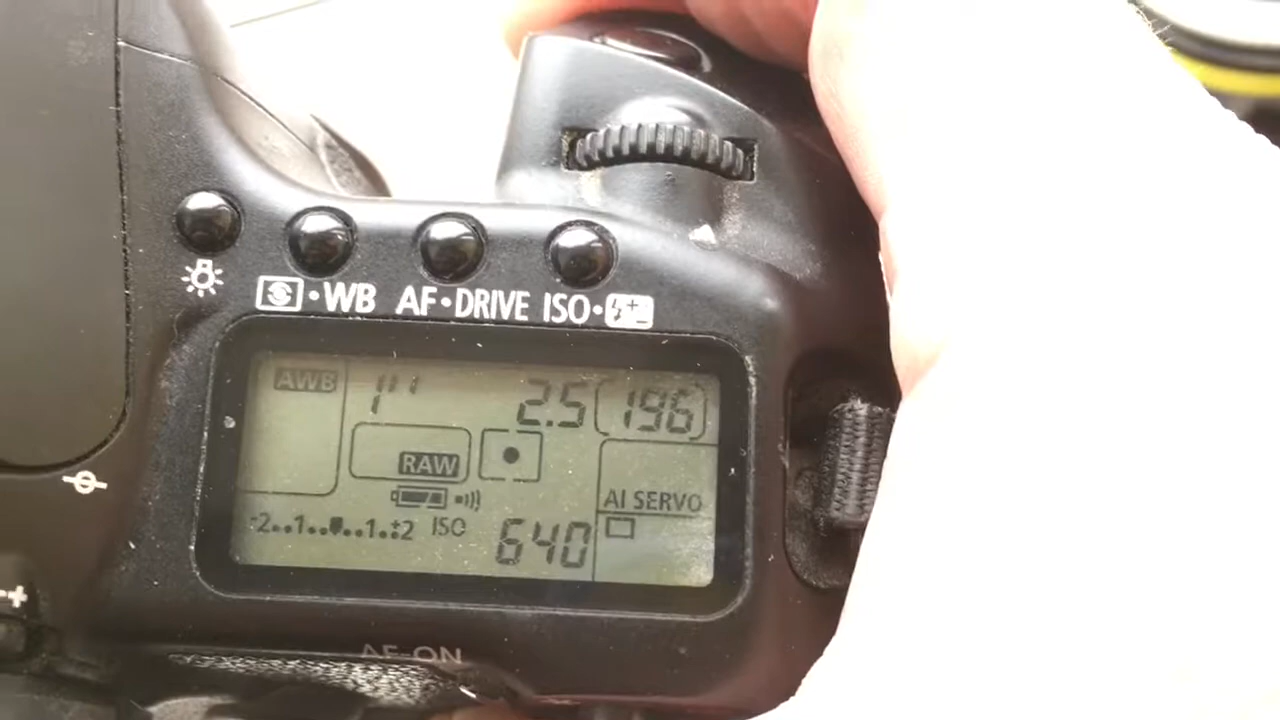 •WB AF•DRIVE ISO•
AWB 1" 2.5 [196]
RAW
AI SERVO
-2..1..▼..1..+2 ISO 640
AF-ON